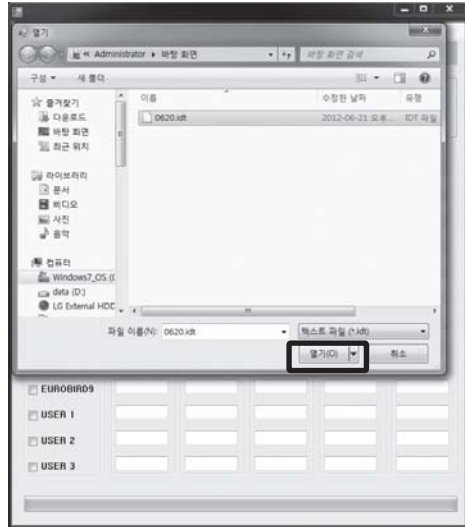 열기
« Administrator ▸ 바탕 화면
바탕 화면 검색
구성 ▾
새 폴더
이름
수정한 날짜
유형
즐겨찾기
다운로드
바탕 화면
최근 위치
0620.idt
2012-06-21 오후...
IDT 파일
라이브러리
문서
비디오
사진
음악
컴퓨터
Windows7_OS (C
data (D:)
LG External HDD
파일 이름(N):
0620.idt
텍스트 파일 (*.idt)
열기(O)
취소
EUROBIRD9
USER 1
USER 2
USER 3